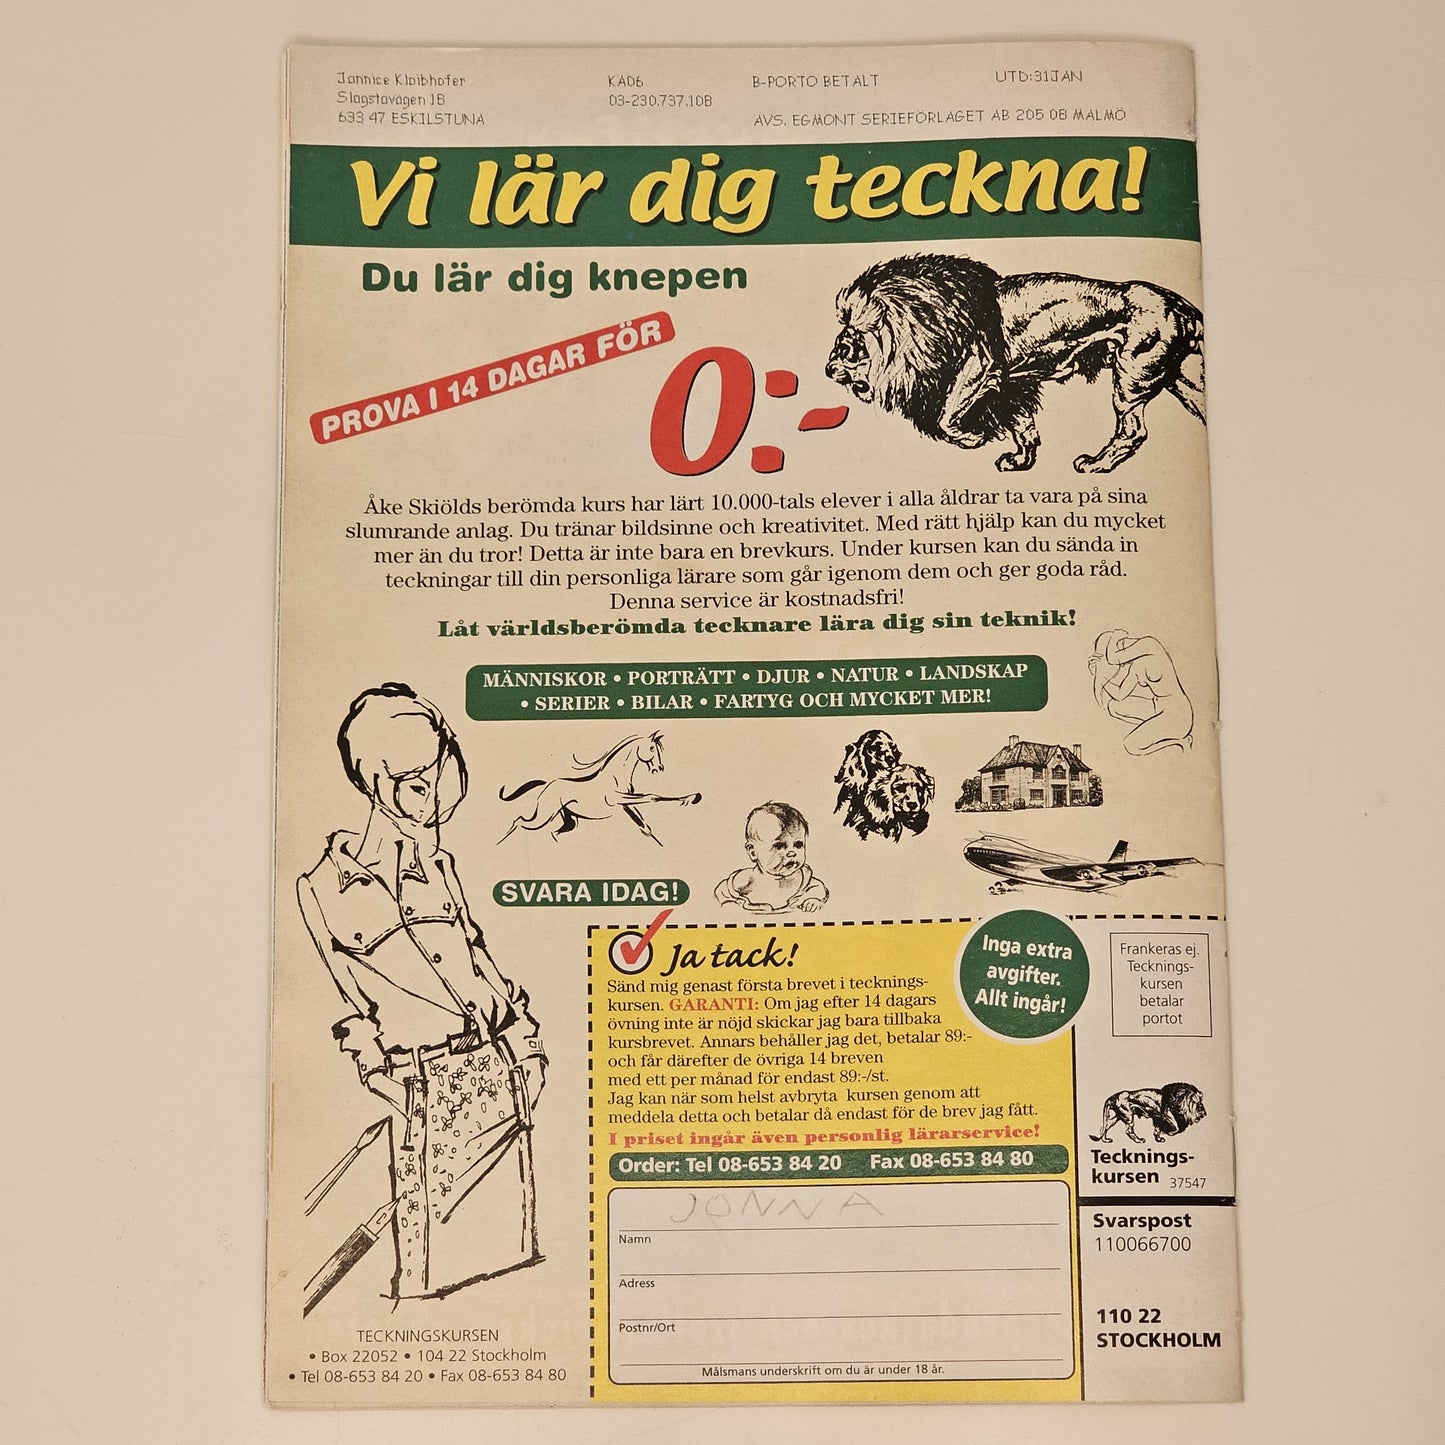 Jannice Kloibhofer
Slagstavägen 1B
633 47 ESKILSTUNA
KA06
03-230.737.10B
B-PORTO BETALT
UTD:31JAN
AVS. EGMONT SERIEFÖRLAGET AB 205 08 MALMÖ
Vi lär dig teckna!
Du lär dig knepen
PROVA I 14 DAGAR FÖR
0:-
Åke Skiölds berömda kurs har lärt 10.000-tals elever i alla åldrar ta vara på sina
slumrande anlag. Du tränar bildsinne och kreativitet. Med rätt hjälp kan du mycket
mer än du tror! Detta är inte bara en brevkurs. Under kursen kan du sända in
teckningar till din personliga lärare som går igenom dem och ger goda råd.
Denna service är kostnadsfri!
Låt världsberömda tecknare lära dig sin teknik!
MÄNNISKOR • PORTRÄTT • DJUR • NATUR • LANDSKAP
• SERIER • BILAR • FARTYG OCH MYCKET MER!
SVARA IDAG!
Ja tack!
Sänd mig genast första brevet i tecknings-
kursen. GARANTI: Om jag efter 14 dagars
övning inte är nöjd skickar jag bara tillbaka
kursbrevet. Annars behåller jag det, betalar 89:-
och får därefter de övriga 14 breven
med ett per månad för endast 89:-/st.
Jag kan när som helst avbryta kursen genom att
meddela detta och betalar då endast för de brev jag fått.
I priset ingår även personlig lärarservice!
Order: Tel 08-653 84 20 Fax 08-653 84 80
JONNA
Namn
Adress
Postnr/Ort
Målsmans underskrift om du är under 18 år.
Inga extra
avgifter.
Allt ingår!
Frankeras ej.
Tecknings-
kursen
betalar
portot
Tecknings-
kursen 37547
Svarspost
110066700
110 22
STOCKHOLM
TECKNINGSKURSEN
• Box 22052 • 104 22 Stockholm
• Tel 08-653 84 20 • Fax 08-653 84 80